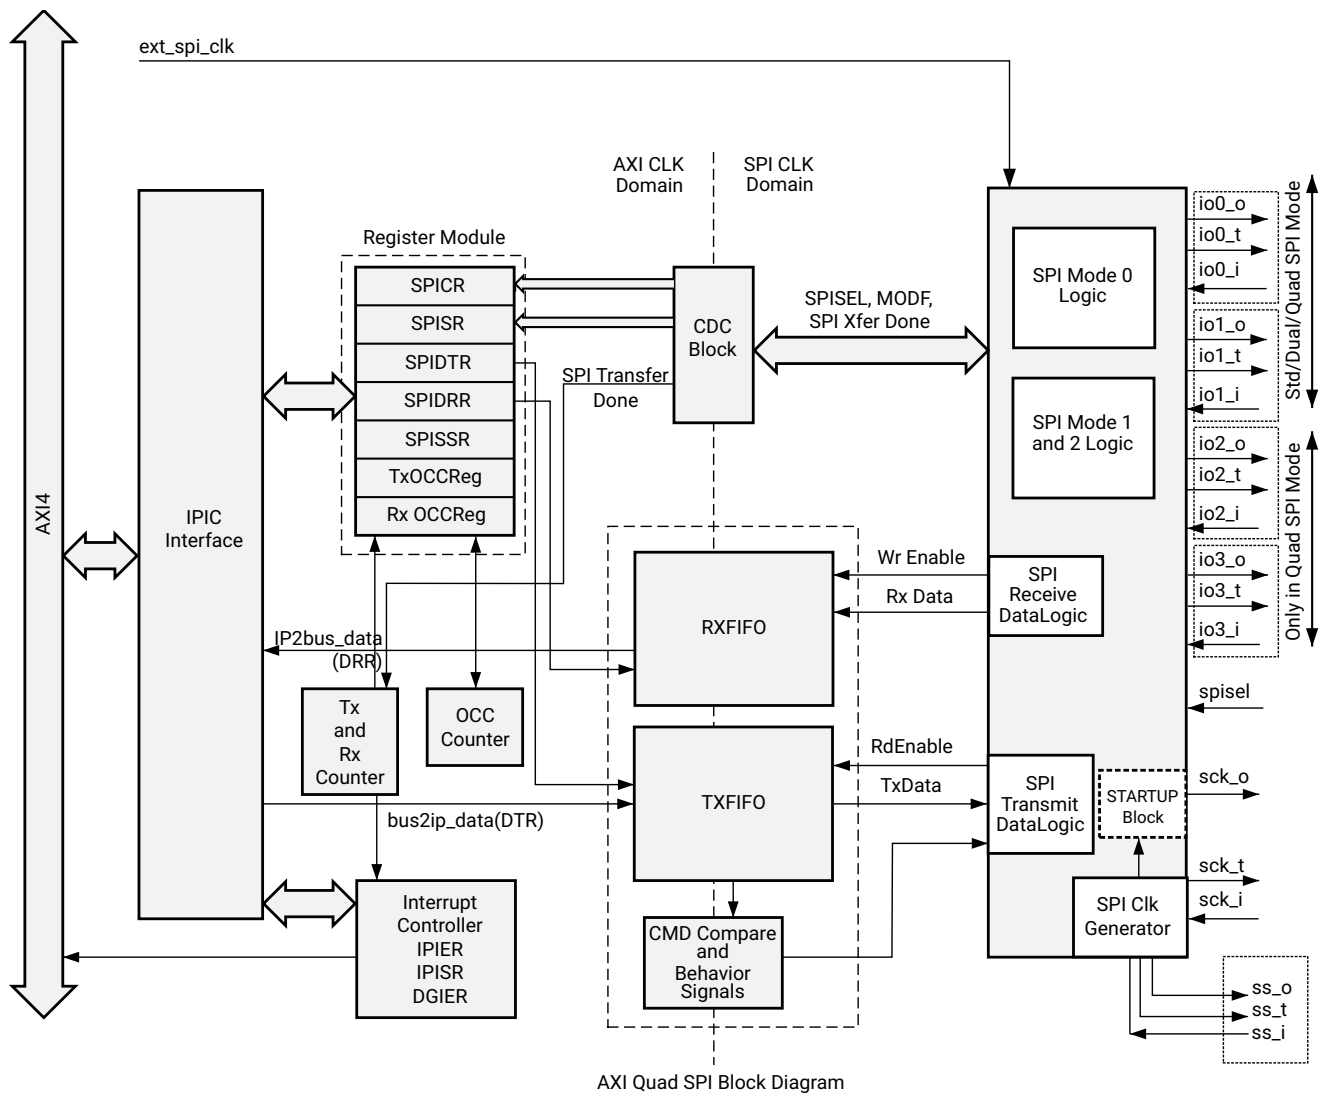 ext_spi_clk
AXI CLK
Domain
SPI CLK
Domain
AXI4
IPIC
Interface
Register Module
SPICR
SPISR
SPIDTR
SPIDRR
SPISSR
TxOCCReg
Rx OCCReg
CDC
Block
SPI Transfer
Done
SPISEL, MODF,
SPI Xfer Done
SPI Mode 0
Logic
SPI Mode 1
and 2 Logic
io0_o
io0_t
io0_i
io1_o
io1_t
io1_i
Std/Dual/Quad SPI Mode
io2_o
io2_t
io2_i
io3_o
io3_t
io3_i
Only in Quad SPI Mode
Wr Enable
Rx Data
SPI
Receive
DataLogic
RXFIFO
IP2bus_data
(DRR)
Tx
and
Rx
Counter
OCC
Counter
TXFIFO
RdEnable
TxData
SPI
Transmit
DataLogic
STARTUP
Block
spisel
sck_o
sck_t
sck_i
bus2ip_data(DTR)
Interrupt
Controller
IPIER
IPISR
DGIER
CMD Compare
and
Behavior
Signals
SPI Clk
Generator
ss_o
ss_t
ss_i
AXI Quad SPI Block Diagram